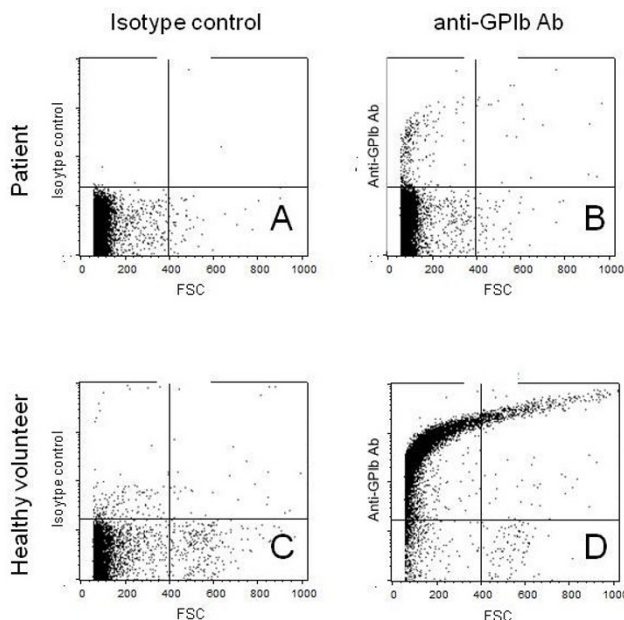 Isotype control
anti-GPIb Ab
Patient
Isoytpe control
A
0 200 400 600 800 1000
FSC
Anti-GPIb Ab
B
0 200 400 600 800 1000
FSC
Healthy volunteer
Isoytpe control
C
0 200 400 600 800 1000
FSC
Anti-GPIb Ab
D
0 200 400 600 800 1000
FSC